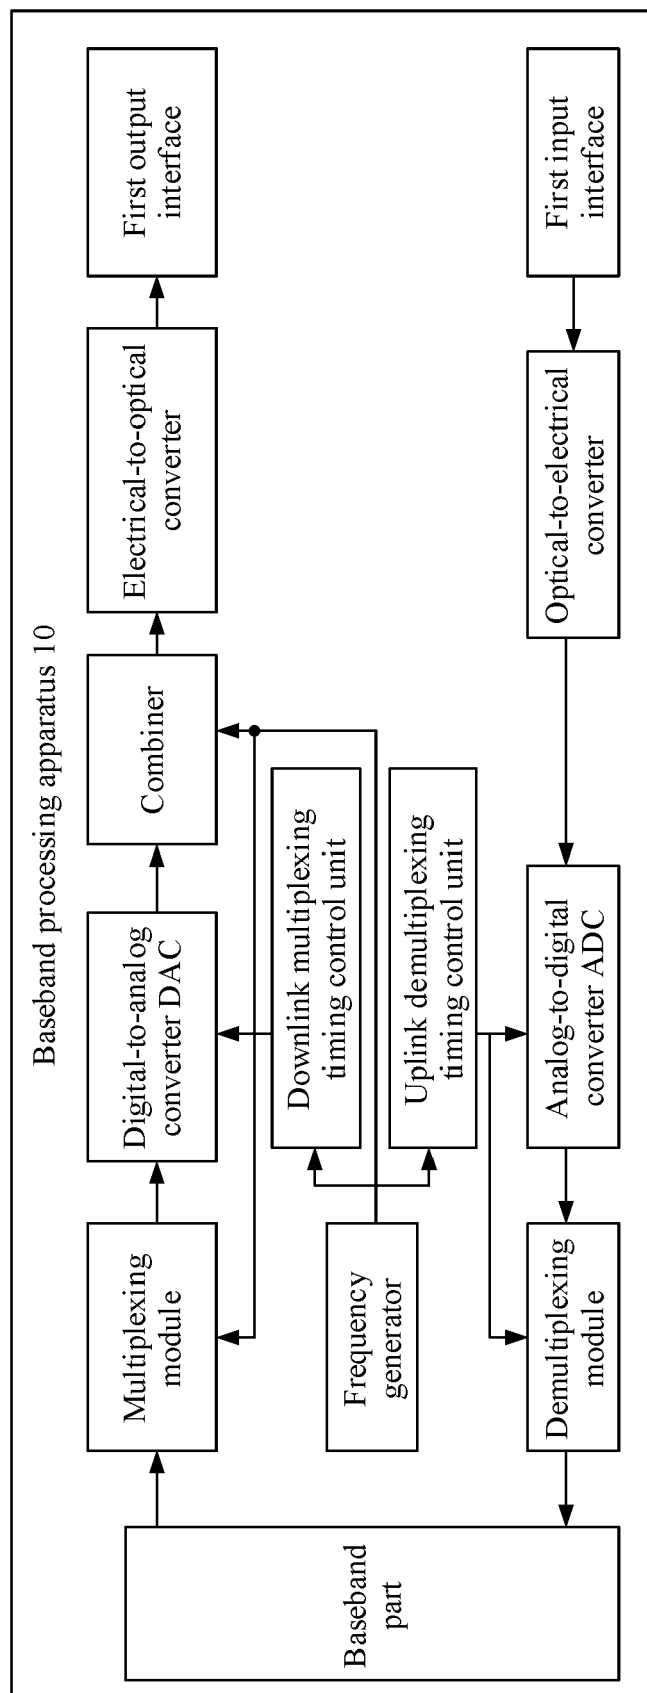 Baseband processing apparatus 10
Baseband
part
Multiplexing
module
Digital-to-analog
converter DAC
Combiner
Electrical-to-optical
converter
First output
interface
Frequency
generator
Downlink multiplexing
timing control unit
Uplink demultiplexing
timing control unit
Demultiplexing
module
Analog-to-digital
converter ADC
Optical-to-electrical
converter
First input
interface